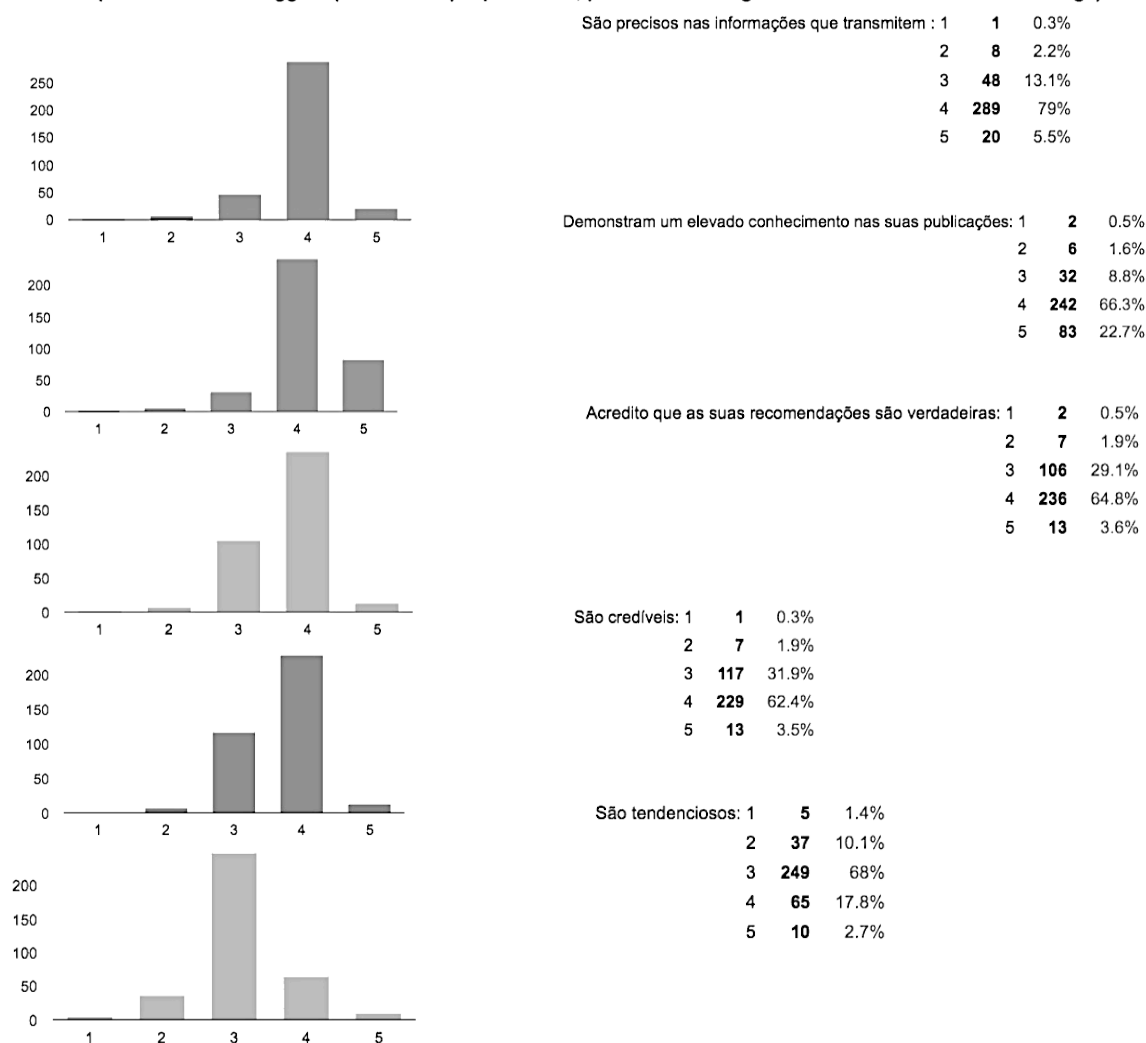 São precisos nas informações que transmitem : 1 1 0.3%
2 8 2.2%
3 48 13.1%
4 289 79%
5 20 5.5%
250
200
150
100
50
0
1 2 3 4 5
Demonstram um elevado conhecimento nas suas publicações: 1 2 0.5%
2 6 1.6%
3 32 8.8%
4 242 66.3%
5 83 22.7%
200
150
100
50
0
1 2 3 4 5
Acredito que as suas recomendações são verdadeiras: 1 2 0.5%
2 7 1.9%
3 106 29.1%
4 236 64.8%
5 13 3.6%
200
150
100
50
0
1 2 3 4 5
São credíveis: 1 1 0.3%
2 7 1.9%
3 117 31.9%
4 229 62.4%
5 13 3.5%
200
150
100
50
0
1 2 3 4 5
São tendenciosos: 1 5 1.4%
2 37 10.1%
3 249 68%
4 65 17.8%
5 10 2.7%
200
150
100
50
0
1 2 3 4 5